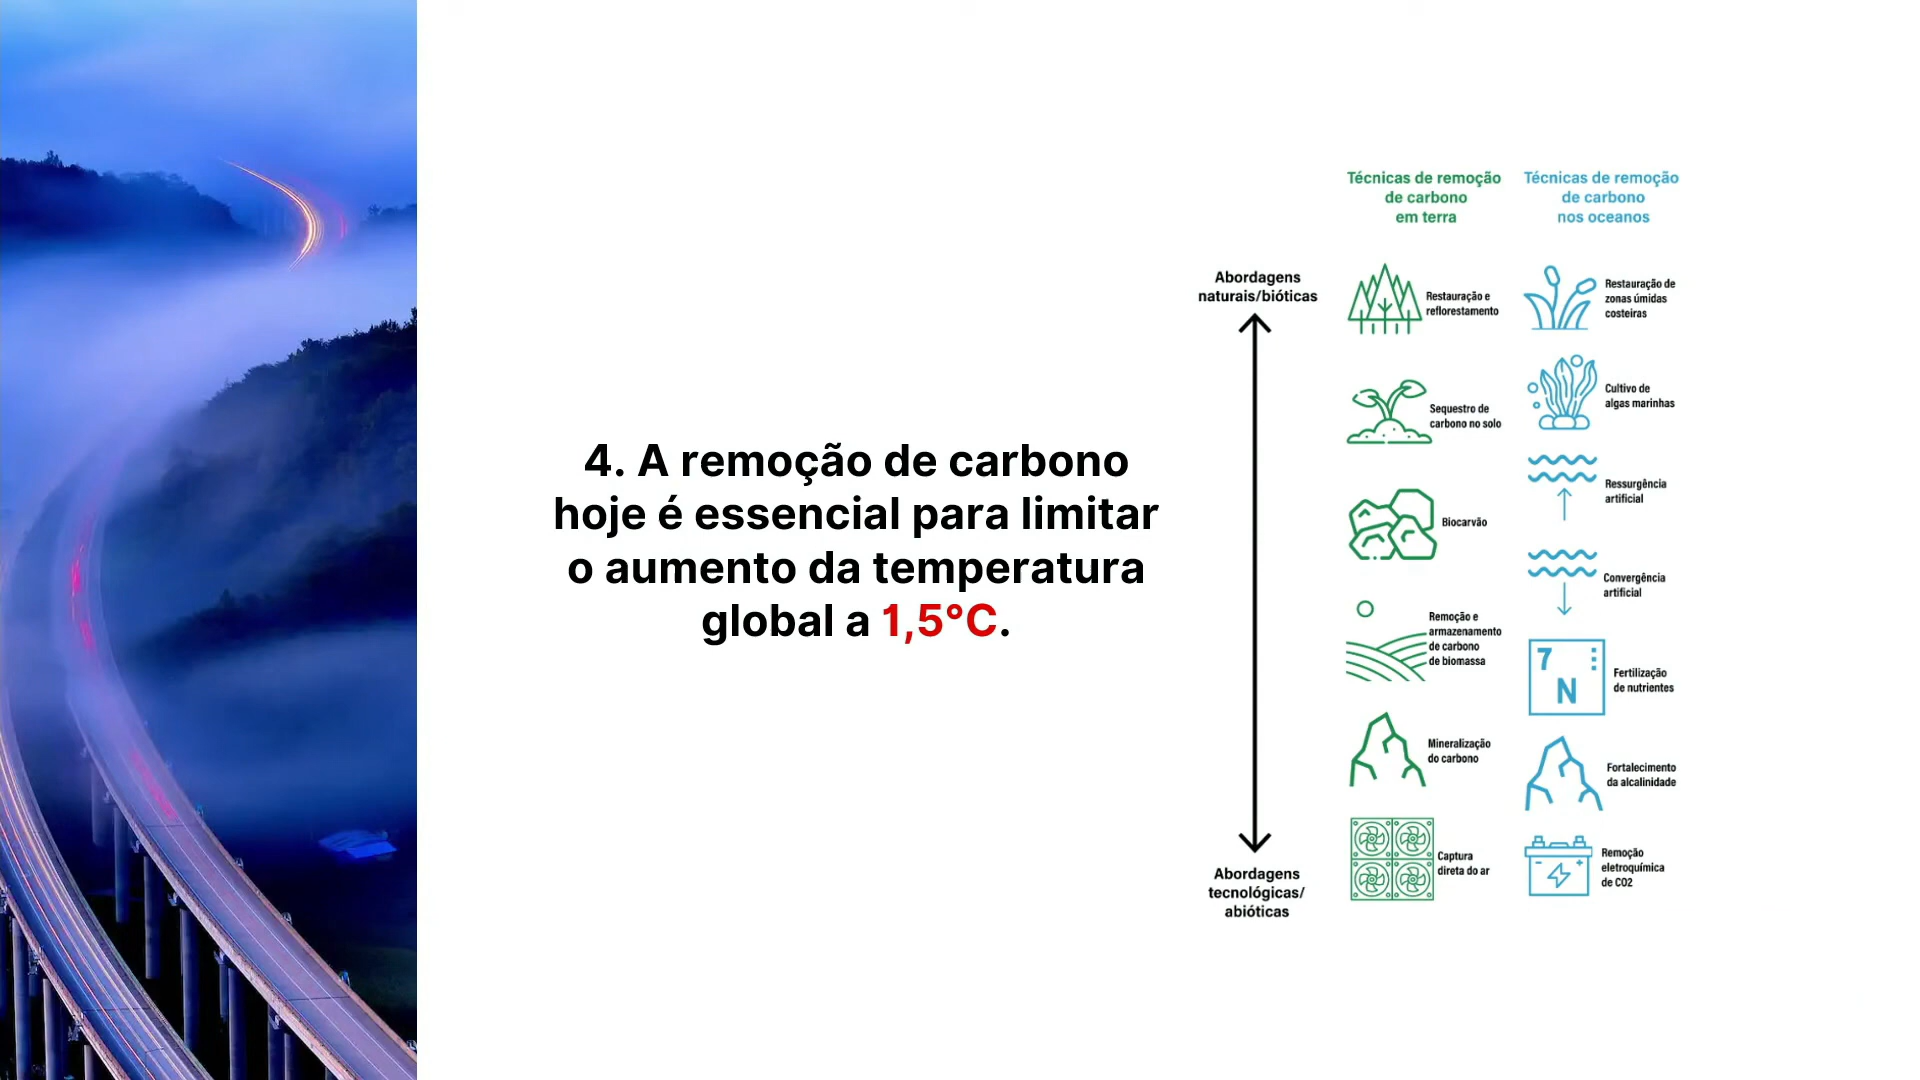 4. A remoção de carbono
hoje é essencial para limitar
o aumento da temperatura
global a 1,5°C.
Abordagens
naturais/bióticas
Abordagens
tecnológicas/
abióticas
Técnicas de remoção
de carbono
em terra
Restauração e
reflorestamento
Sequestro de
carbono no solo
Biocarvão
Remoção e
armazenamento
de carbono
de biomassa
Mineralização
do carbono
Captura
direta do ar
Técnicas de remoção
de carbono
nos oceanos
Restauração de
zonas úmidas
costeiras
Cultivo de
algas marinhas
Ressurgência
artificial
Convergência
artificial
7
N
Fertilização
de nutrientes
Fortalecimento
da alcalinidade
Remoção
eletroquímica
de CO2